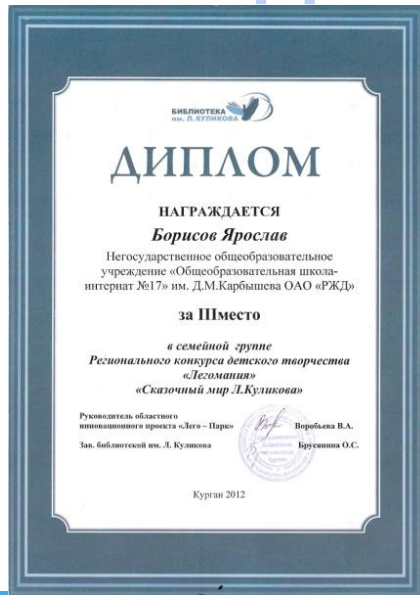 БИБЛИОТЕКА
им. Л. КУЛИКОВА
ДИПЛОМ
НАГРАЖДАЕТСЯ
Борисов Ярослав
Негосударственное общеобразовательное
учреждение «Общеобразовательная школа-
интернат №17» им. Д.М.Карбышева ОАО «РЖД»
за IIIместо
в семейной группе
Регионального конкурса детского творчества
«Легомания»
«Сказочный мир Л.Куликова»
Руководитель областного
инновационного проекта «Лего – Парк» Воробьева В.А.
Зав. библиотекой им. Л. Куликова Брусянина О.С.
Курган 2012